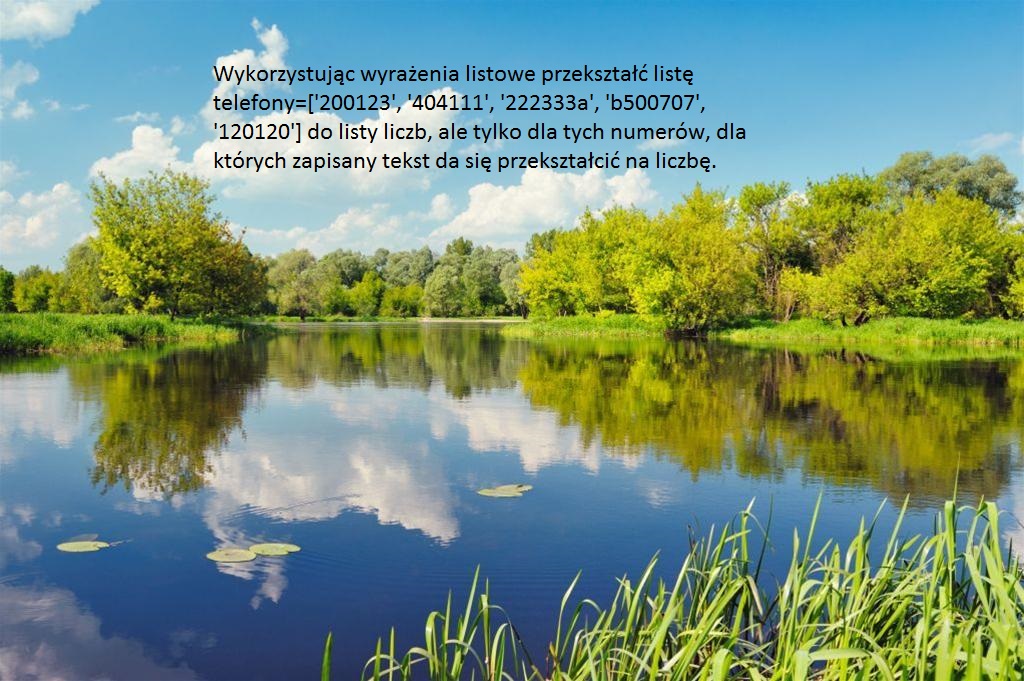 Wykorzystując wyrażenia listowe przekształć listę
telefony=['200123', '404111', '222333a', 'b500707',
'120120'] do listy liczb, ale tylko dla tych numerów, dla
których zapisany tekst da się przekształcić na liczbę.